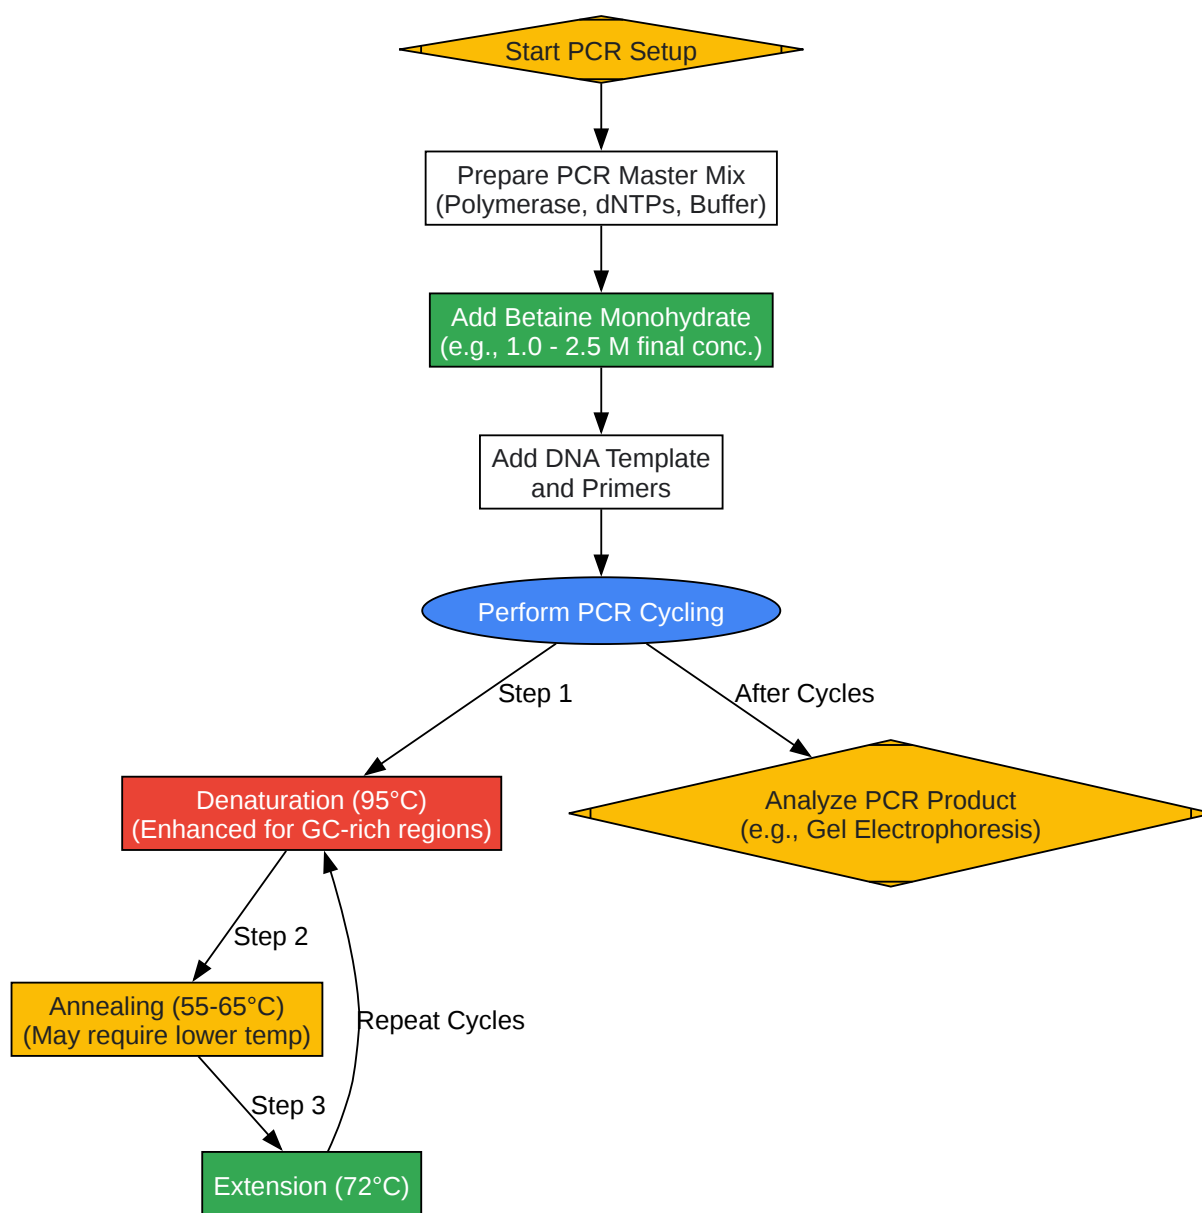 Start PCR Setup
Prepare PCR Master Mix
(Polymerase, dNTPs, Buffer)
Add Betaine Monohydrate
(e.g., 1.0 - 2.5 M final conc.)
Add DNA Template
and Primers
Perform PCR Cycling
Step 1
After Cycles
Denaturation (95°C)
(Enhanced for GC-rich regions)
Analyze PCR Product
(e.g., Gel Electrophoresis)
Step 2
Annealing (55-65°C)
(May require lower temp)
Repeat Cycles
Step 3
Extension (72°C)